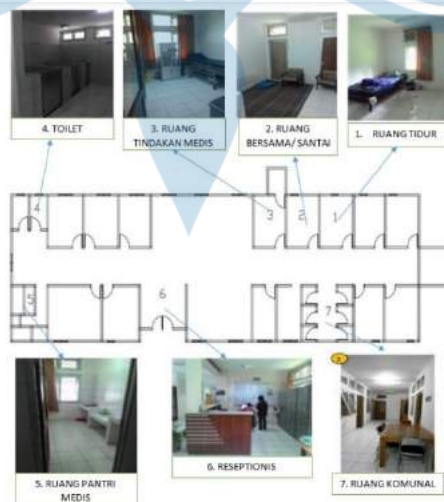 4. TOILET
3. RUANG
TINDAKAN MEDIS
2. RUANG
BERSAMA/ SANTAI
1. RUANG TIDUR
4
3
2
1
5
6
7
5. RUANG PANTRI
MEDIS
6. RESEPTIONIS
7. RUANG KOMUNAL